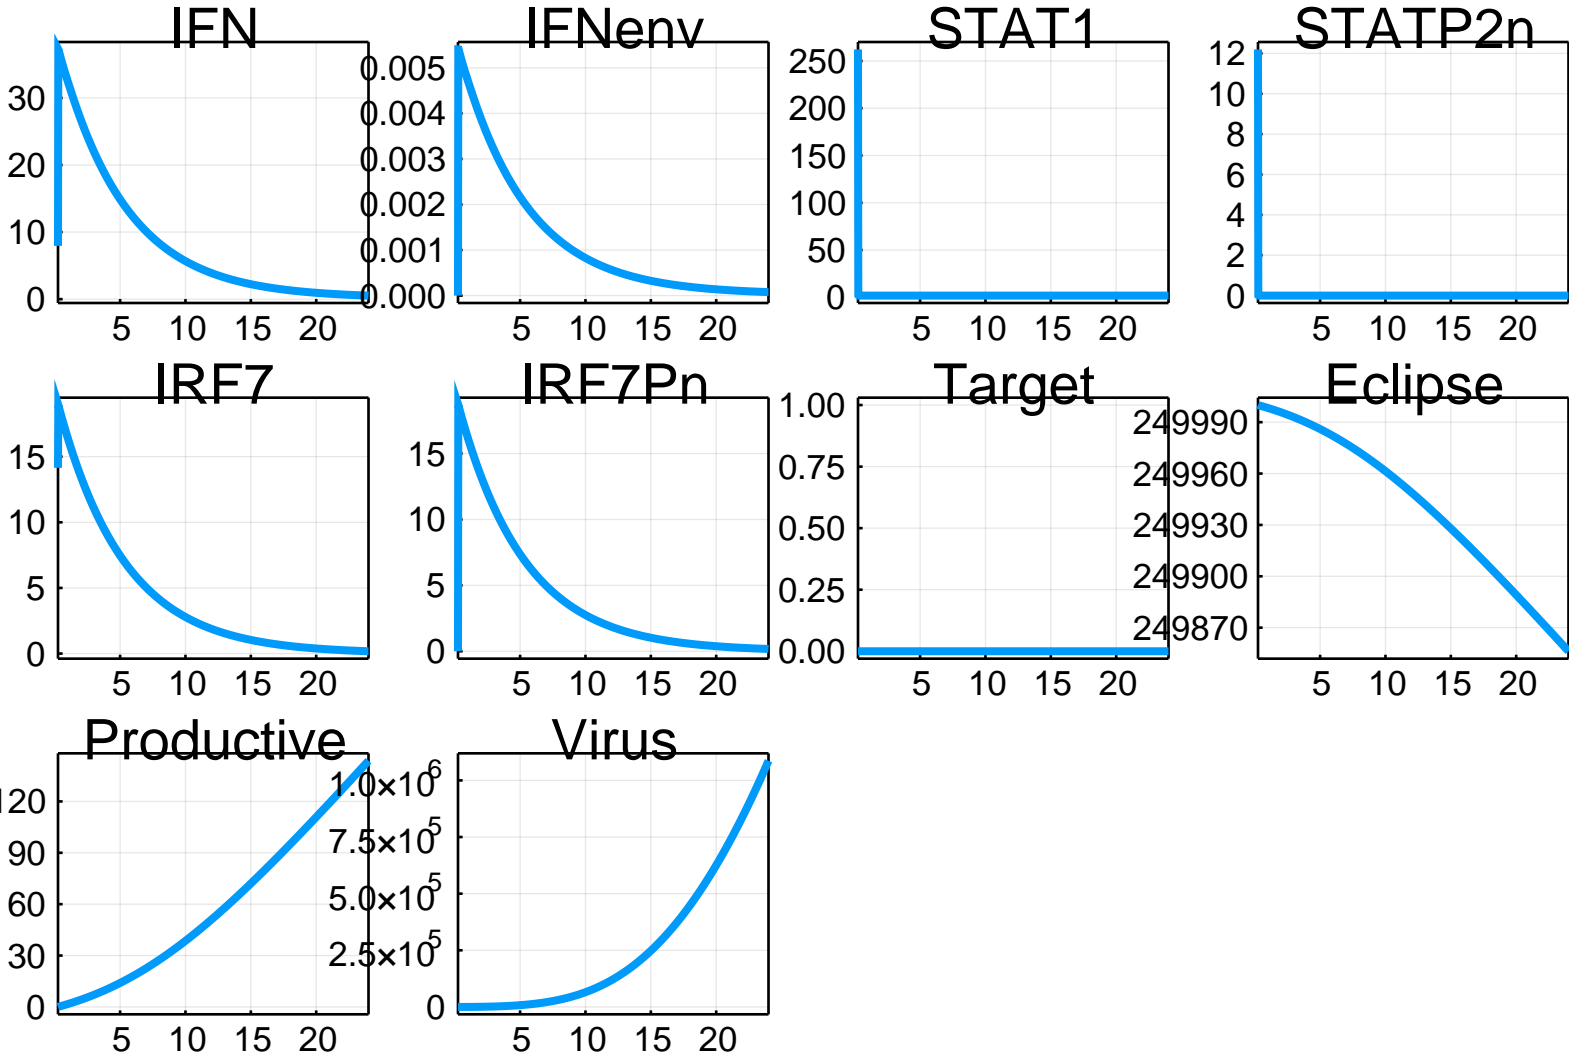 IFN
IFNenv
STAT1
STATP2n
30
20
10
0
5 10 15 20
0.005
0.004
0.003
0.002
0.001
0.000
5 10 15 20
250
200
150
100
50
0
5 10 15 20
12
10
8
6
4
2
0
5 10 15 20
IRF7
IRF7Pn
Target
Eclipse
15
10
5
0
5 10 15 20
15
10
5
0
5 10 15 20
1.00
0.75
0.50
0.25
0.00
5 10 15 20
249990
249960
249930
249900
249870
5 10 15 20
Productive
Virus
120
90
60
30
0
5 10 15 20
1.0×10⁶
7.5×10⁵
5.0×10⁵
2.5×10⁵
0
5 10 15 20